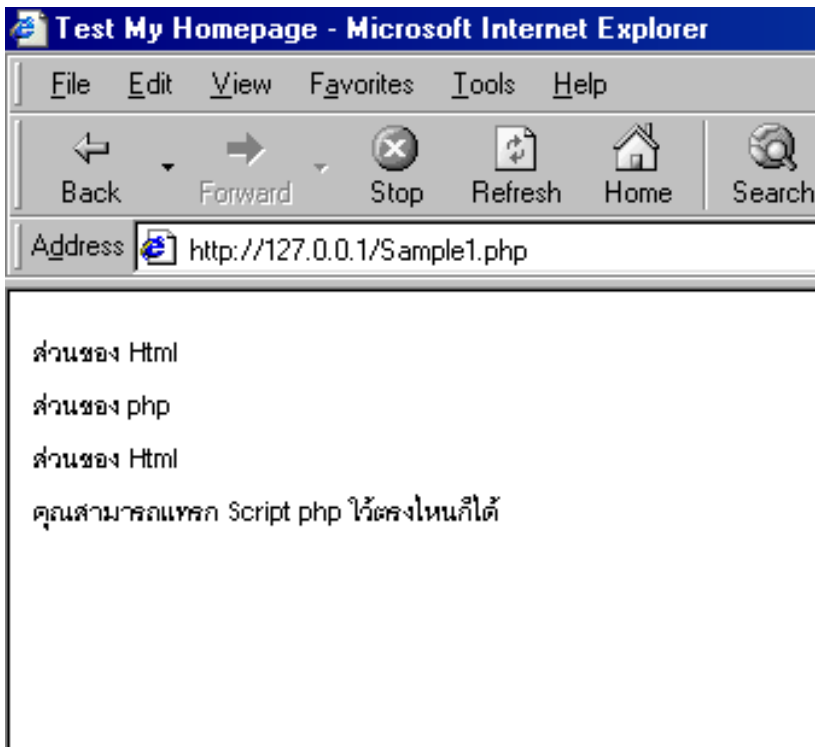 Test My Homepage - Microsoft Internet Explorer
File Edit View Favorites Tools Help
Back Forward Stop Refresh Home Search
Address http://127.0.0.1/Sample1.php
ส่วนของ Html
ส่วนของ php
ส่วนของ Html
คุณสามารถแทรก Script php ใว้ตรงไหนก็ได้